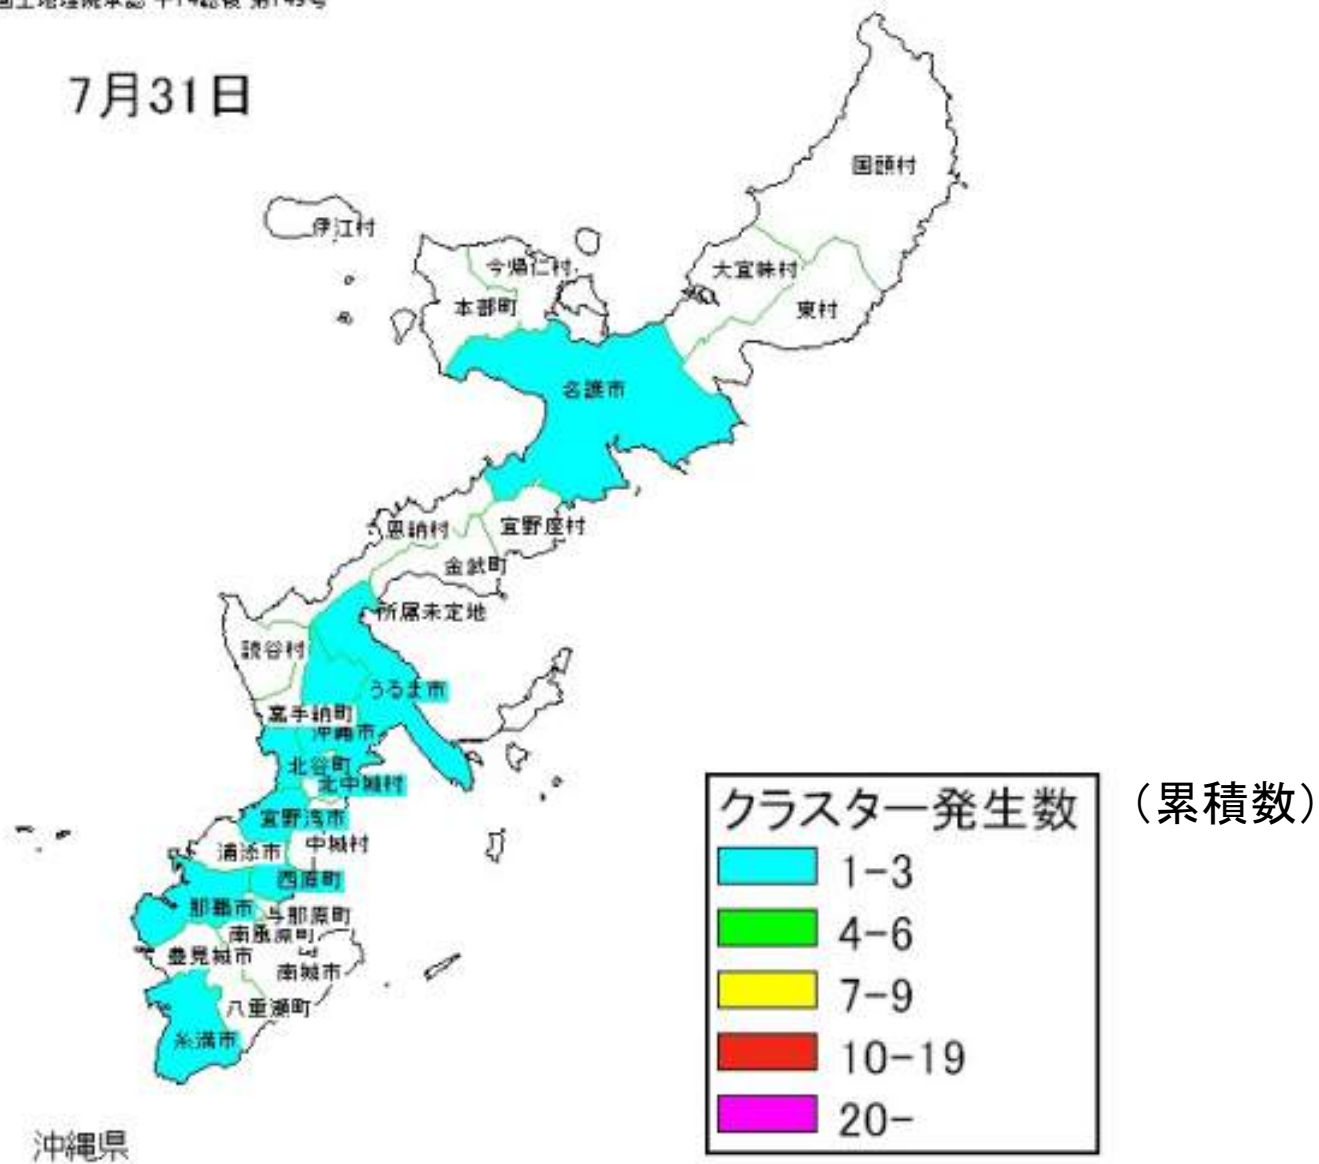 7月31日
国頭村
伊江村
今帰仁村
大宜味村
本部町
東村
名護市
恩納村
宜野座村
金武町
所属未定地
読谷村
うるま市
嘉手納町
沖縄市
北谷町
北中城村
宜野湾市
中城村
浦添市
西原町
那覇市
与那原町
南風原町
豊見城市
南城市
八重瀬町
糸満市
クラスター発生数 (累積数)
1-3
4-6
7-9
10-19
20-
沖縄県